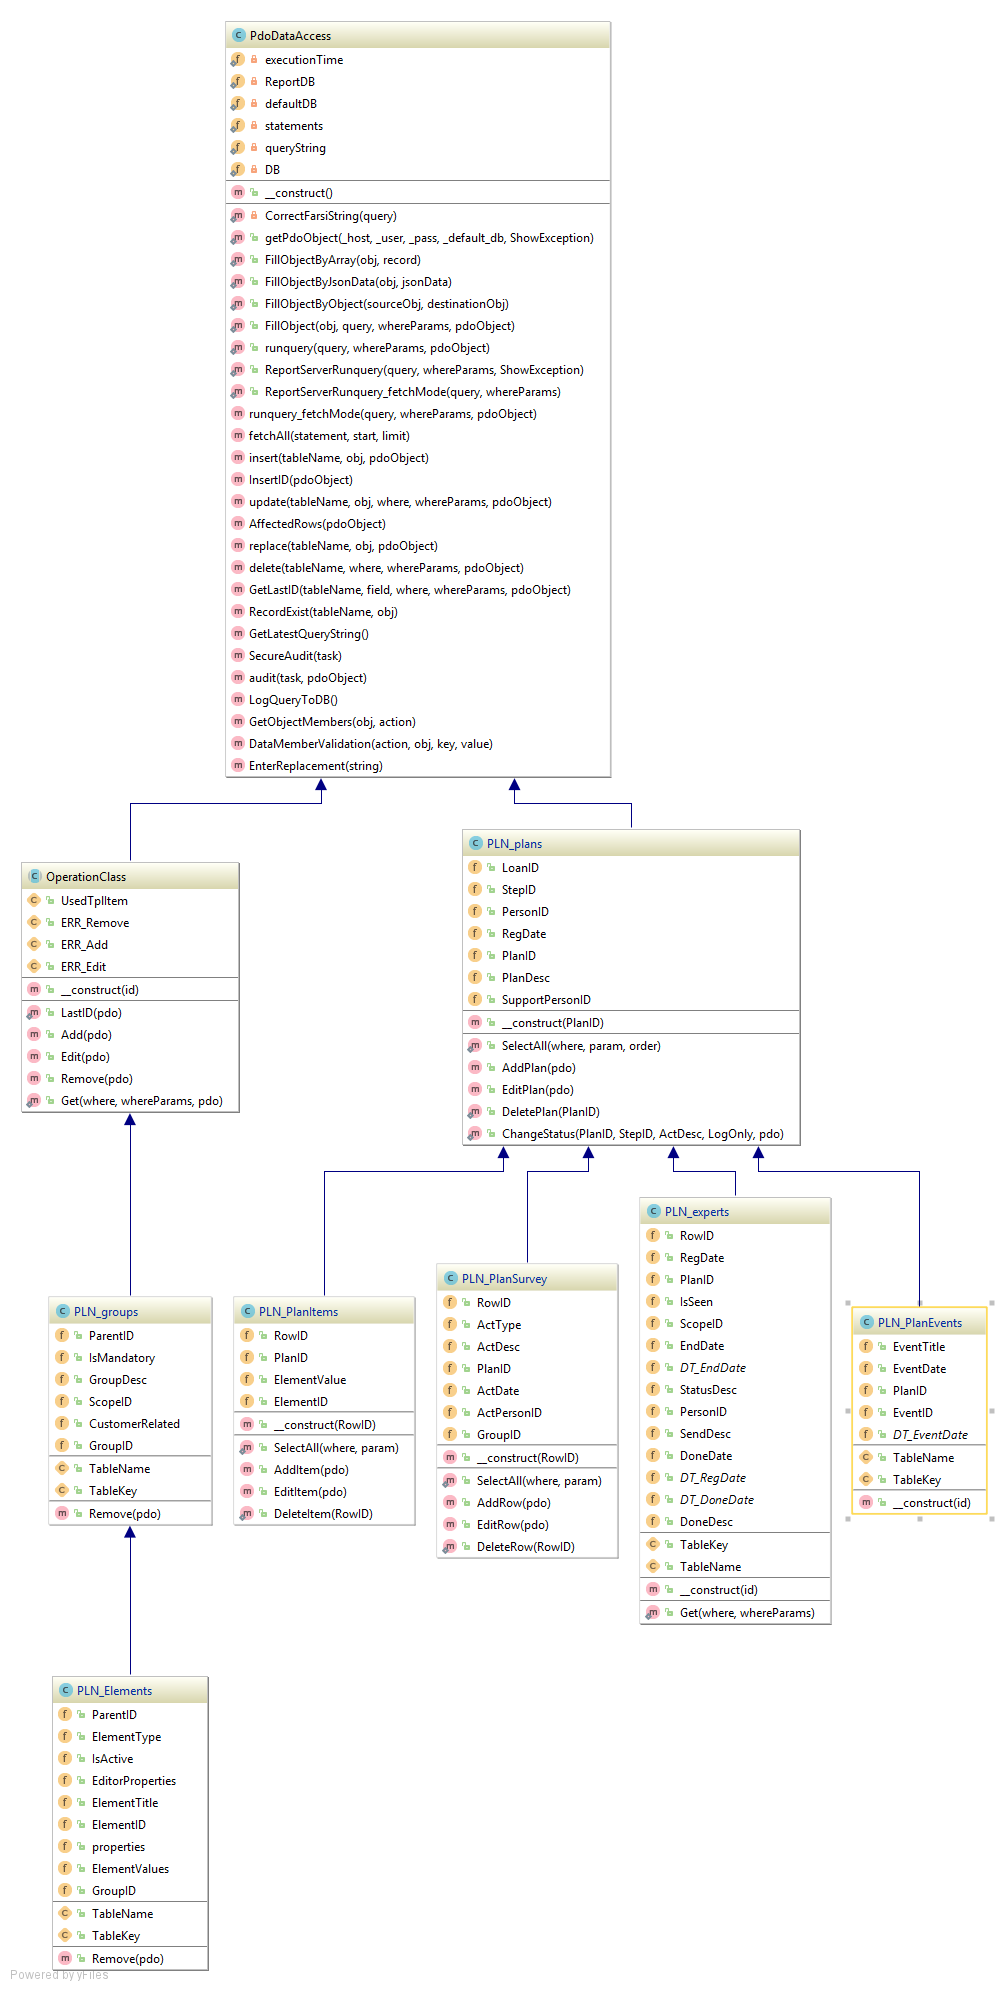 PdoDataAccess
executionTime
ReportDB
defaultDB
statements
queryString
DB
__construct()
CorrectFarsiString(query)
getPdoObject(_host, _user, _pass, _default_db, ShowException)
FillObjectByArray(obj, record)
FillObjectByJsonData(obj, jsonData)
FillObjectByObject(sourceObj, destinationObj)
FillObject(obj, query, whereParams, pdoObject)
runquery(query, whereParams, pdoObject)
ReportServerRunquery(query, whereParams, ShowException)
ReportServerRunquery_fetchMode(query, whereParams)
runquery_fetchMode(query, whereParams, pdoObject)
fetchAll(statement, start, limit)
insert(tableName, obj, pdoObject)
InsertID(pdoObject)
update(tableName, obj, where, whereParams, pdoObject)
AffectedRows(pdoObject)
replace(tableName, obj, pdoObject)
delete(tableName, where, whereParams, pdoObject)
GetLastID(tableName, field, where, whereParams, pdoObject)
RecordExist(tableName, obj)
GetLatestQueryString()
SecureAudit(task)
audit(task, pdoObject)
LogQueryToDB()
GetObjectMembers(obj, action)
DataMemberValidation(action, obj, key, value)
EnterReplacement(string)
OperationClass
UsedTplItem
ERR_Remove
ERR_Add
ERR_Edit
__construct(id)
LastID(pdo)
Add(pdo)
Edit(pdo)
Remove(pdo)
Get(where, whereParams, pdo)
PLN_plans
LoanID
StepID
PersonID
RegDate
PlanID
PlanDesc
SupportPersonID
__construct(PlanID)
SelectAll(where, param, order)
AddPlan(pdo)
EditPlan(pdo)
DeletePlan(PlanID)
ChangeStatus(PlanID, StepID, ActDesc, LogOnly, pdo)
PLN_groups
ParentID
IsMandatory
GroupDesc
ScopeID
CustomerRelated
GroupID
TableName
TableKey
Remove(pdo)
PLN_PlanItems
RowID
PlanID
ElementValue
ElementID
__construct(RowID)
SelectAll(where, param)
AddItem(pdo)
EditItem(pdo)
DeleteItem(RowID)
PLN_PlanSurvey
RowID
ActType
ActDesc
PlanID
ActDate
ActPersonID
GroupID
__construct(RowID)
SelectAll(where, param)
AddRow(pdo)
EditRow(pdo)
DeleteRow(RowID)
PLN_experts
RowID
RegDate
PlanID
IsSeen
ScopeID
EndDate
DT_EndDate
StatusDesc
PersonID
SendDesc
DoneDate
DT_RegDate
DT_DoneDate
DoneDesc
TableKey
TableName
__construct(id)
Get(where, whereParams)
PLN_PlanEvents
EventTitle
EventDate
PlanID
EventID
DT_EventDate
TableName
TableKey
__construct(id)
PLN_Elements
ParentID
ElementType
IsActive
EditorProperties
ElementTitle
ElementID
properties
ElementValues
GroupID
TableName
TableKey
Remove(pdo)
Powered by yFiles